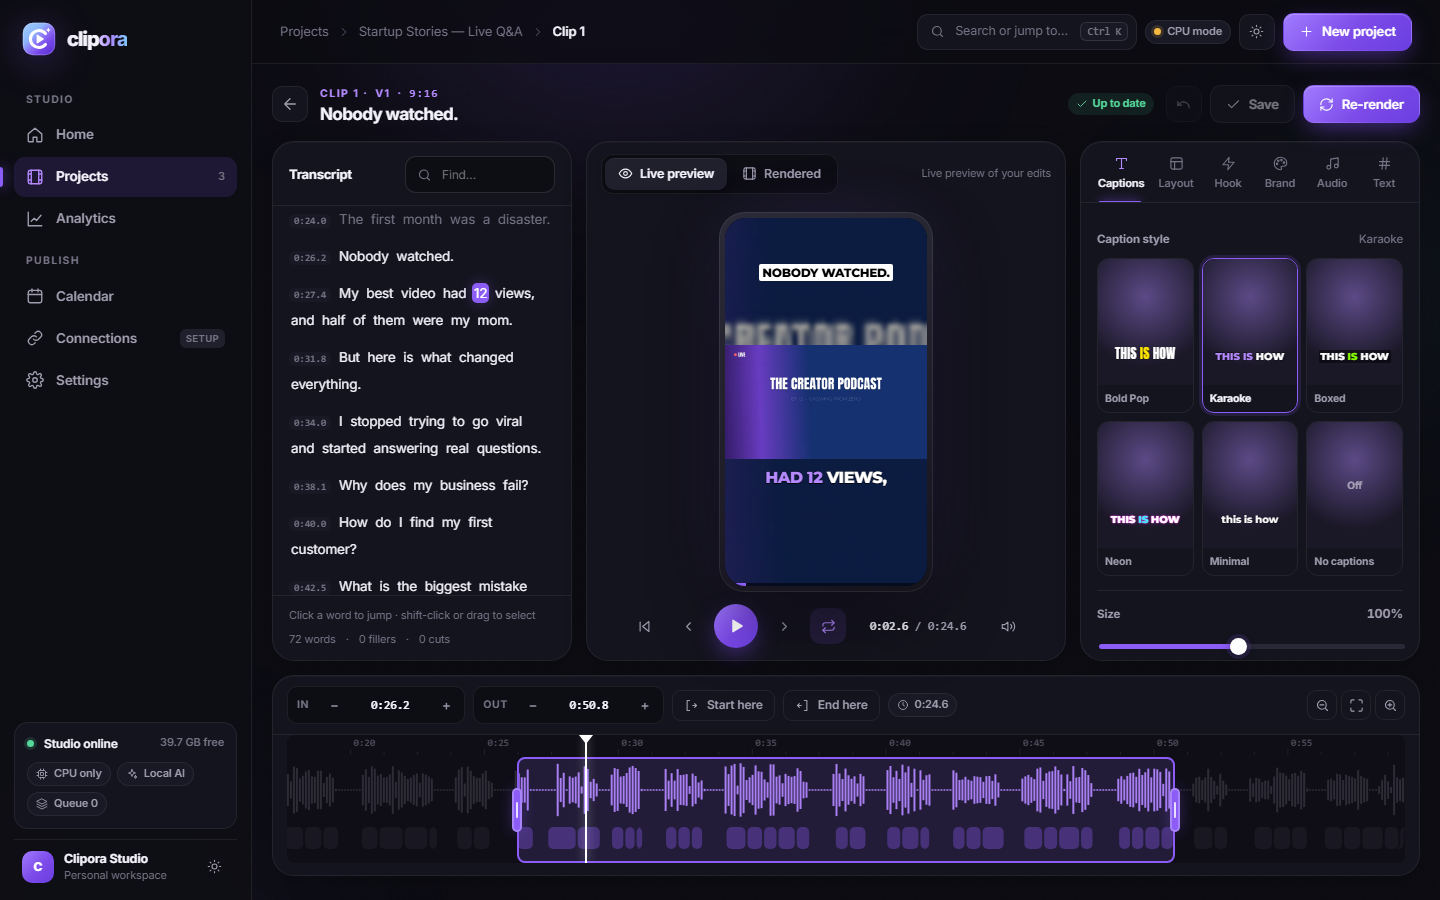 clipora
Projects
Startup Stories — Live Q&A
Clip 1
Search or jump to...
Ctrl K
CPU mode
New project
STUDIO
Home
Projects
3
Analytics
PUBLISH
Calendar
Connections
SETUP
Settings
Studio online
39.7 GB free
CPU only
Local AI
Queue 0
C
Clipora Studio
Personal workspace
CLIP 1 · V1 · 9:16
Nobody watched.
Up to date
Save
Re-render
Transcript
Find...
0:24.0 The first month was a disaster.
0:26.2 Nobody watched.
0:27.4 My best video had 12 views,
and half of them were my mom.
0:31.8 But here is what changed
everything.
0:34.0 I stopped trying to go viral
and started answering real questions.
0:38.1 Why does my business fail?
0:40.0 How do I find my first
customer?
0:42.5 What is the biggest mistake
Click a word to jump · shift-click or drag to select
72 words · 0 fillers · 0 cuts
Live preview
Rendered
Live preview of your edits
NOBODY WATCHED.
CREATOR POD
LIVE
THE CREATOR PODCAST
HAD 12 VIEWS,
0:02.6 / 0:24.6
Captions
Layout
Hook
Brand
Audio
Text
Caption style
Karaoke
THIS IS HOW
Bold Pop
THIS IS HOW
Karaoke
THIS IS HOW
Boxed
THIS IS HOW
Neon
this is how
Minimal
Off
No captions
Size
100%
IN
−
0:26.2
+
OUT
−
0:50.8
+
Start here
End here
0:24.6
0:20
0:25
0:30
0:35
0:40
0:45
0:50
0:55